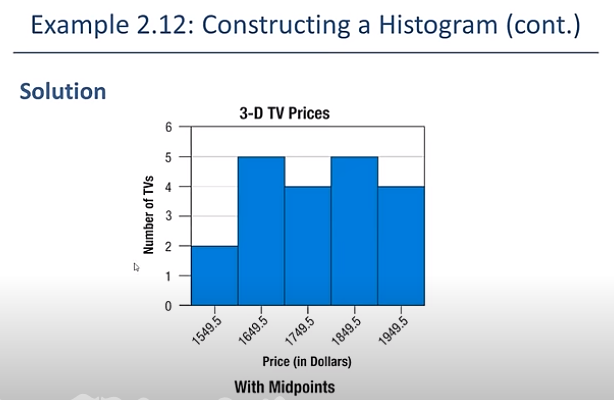 Example 2.12: Constructing a Histogram (cont.)
Solution
3-D TV Prices
Number of TVs
6
5
4
3
2
1
0
1549.5
1649.5
1749.5
1849.5
1949.5
Price (in Dollars)
With Midpoints